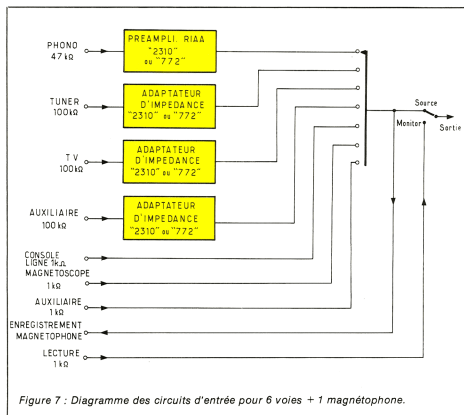 PHONO
47 kΩ
PREAMPLI. RIAA
"2310"
ou "772"
TUNER
100kΩ
ADAPTATEUR
D'IMPEDANCE
"2310" ou "772"
TV
100kΩ
ADAPTATEUR
D'IMPEDANCE
"2310" ou "772"
AUXILIAIRE
100 kΩ
ADAPTATEUR
D'IMPEDANCE
"2310" ou "772"
Source
Monitor
Sortie
CONSOLE
LIGNE 1kΩ
MAGNETOSCOPE
1 kΩ
AUXILIAIRE
1 kΩ
ENREGISTREMENT
MAGNETOPHONE
LECTURE
1 kΩ
Figure 7 : Diagramme des circuits d'entrée pour 6 voies + 1 magnétophone.